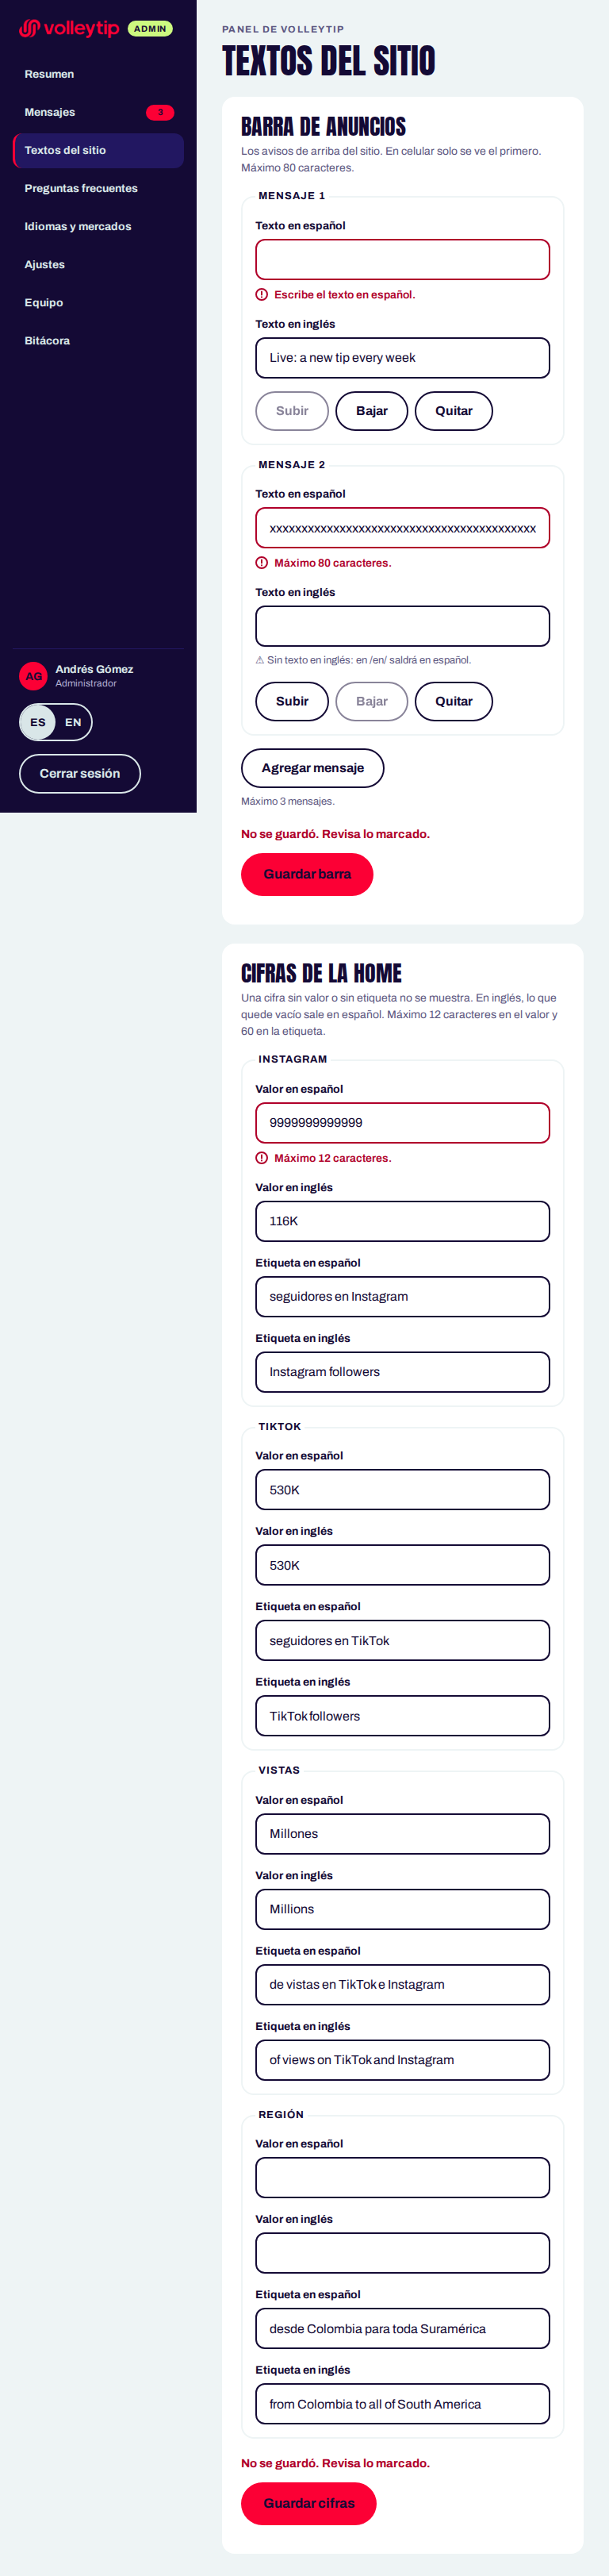 volleytip ADMIN
Resumen
Mensajes 3
Textos del sitio
Preguntas frecuentes
Idiomas y mercados
Ajustes
Equipo
Bitácora
AG Andrés Gómez
Administrador
ES EN
Cerrar sesión
PANEL DE VOLLEYTIP
TEXTOS DEL SITIO
BARRA DE ANUNCIOS
Los avisos de arriba del sitio. En celular solo se ve el primero.
Máximo 80 caracteres.
MENSAJE 1
Texto en español
Escribe el texto en español.
Texto en inglés
Live: a new tip every week
Subir Bajar Quitar
MENSAJE 2
Texto en español
xxxxxxxxxxxxxxxxxxxxxxxxxxxxxxxxxxxxxxxxxx
Máximo 80 caracteres.
Texto en inglés
⚠ Sin texto en inglés: en /en/ saldrá en español.
Subir Bajar Quitar
Agregar mensaje
Máximo 3 mensajes.
No se guardó. Revisa lo marcado.
Guardar barra
CIFRAS DE LA HOME
Una cifra sin valor o sin etiqueta no se muestra. En inglés, lo que
quede vacío sale en español. Máximo 12 caracteres en el valor y
60 en la etiqueta.
INSTAGRAM
Valor en español
9999999999999
Máximo 12 caracteres.
Valor en inglés
116K
Etiqueta en español
seguidores en Instagram
Etiqueta en inglés
Instagram followers
TIKTOK
Valor en español
530K
Valor en inglés
530K
Etiqueta en español
seguidores en TikTok
Etiqueta en inglés
TikTok followers
VISTAS
Valor en español
Millones
Valor en inglés
Millions
Etiqueta en español
de vistas en TikTok e Instagram
Etiqueta en inglés
of views on TikTok and Instagram
REGIÓN
Valor en español
Valor en inglés
Etiqueta en español
desde Colombia para toda Suramérica
Etiqueta en inglés
from Colombia to all of South America
No se guardó. Revisa lo marcado.
Guardar cifras